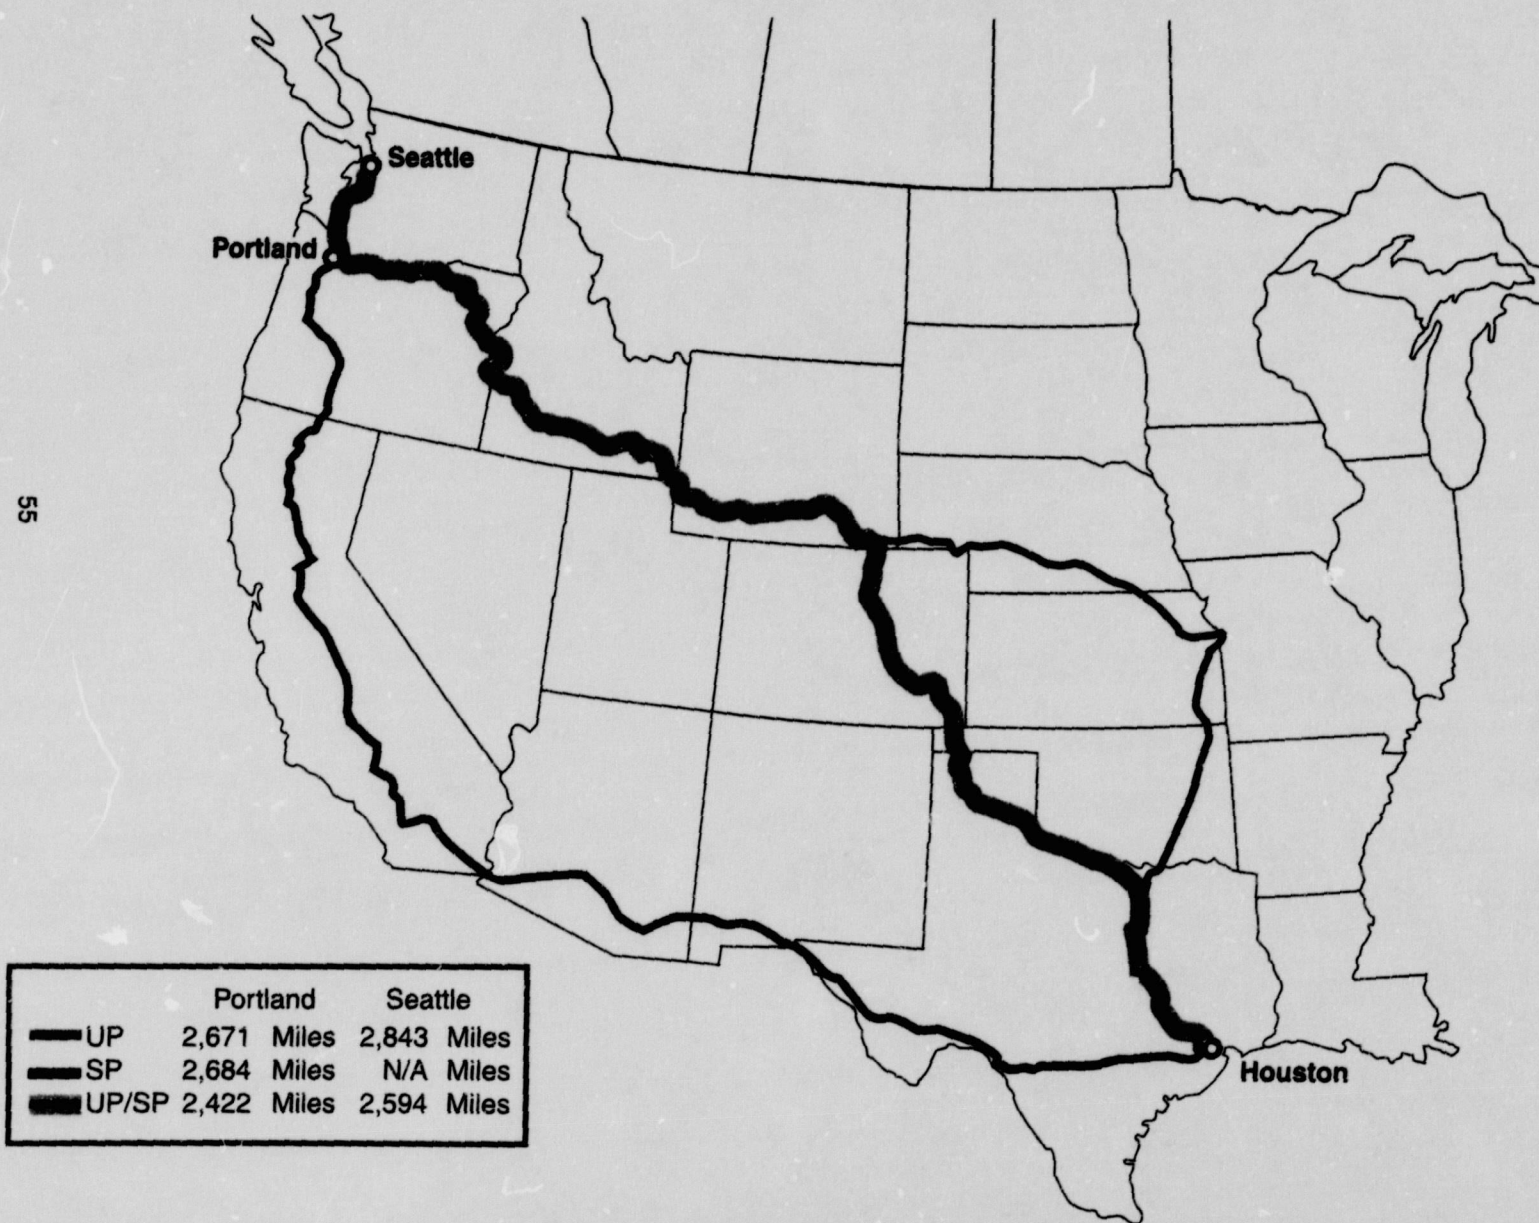 Seattle
Portland
55
Houston
Portland Seattle
UP 2,671 Miles 2,843 Miles
SP 2,684 Miles N/A Miles
UP/SP 2,422 Miles 2,594 Miles